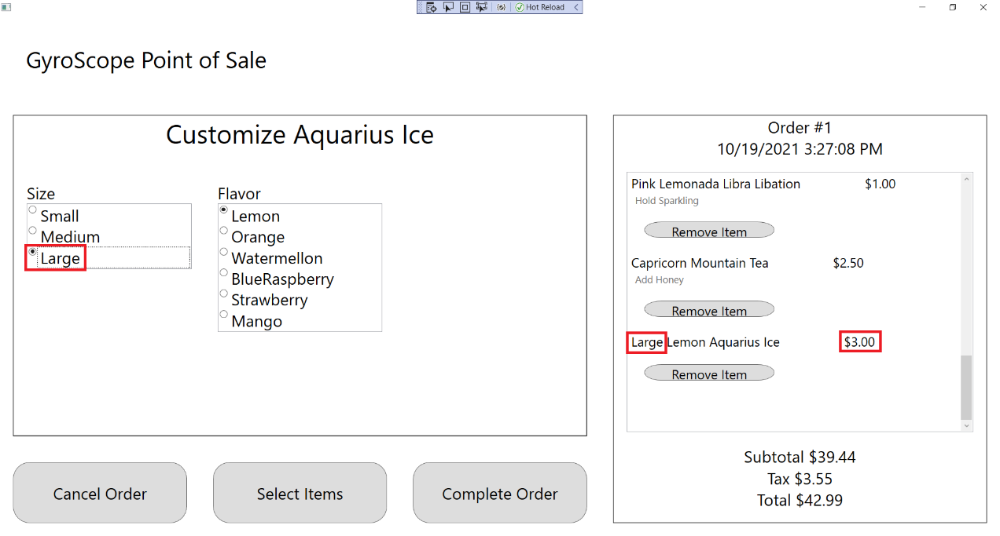 Hot Reload
GyroScope Point of Sale
Customize Aquarius Ice
Size
Small
Medium
Large
Flavor
Lemon
Orange
Watermellon
BlueRaspberry
Strawberry
Mango
Cancel Order
Select Items
Complete Order
Order #1
10/19/2021 3:27:08 PM
Pink Lemonada Libra Libation $1.00
Hold Sparkling
Remove Item
Capricorn Mountain Tea $2.50
Add Honey
Remove Item
Large Lemon Aquarius Ice $3.00
Remove Item
Subtotal $39.44
Tax $3.55
Total $42.99